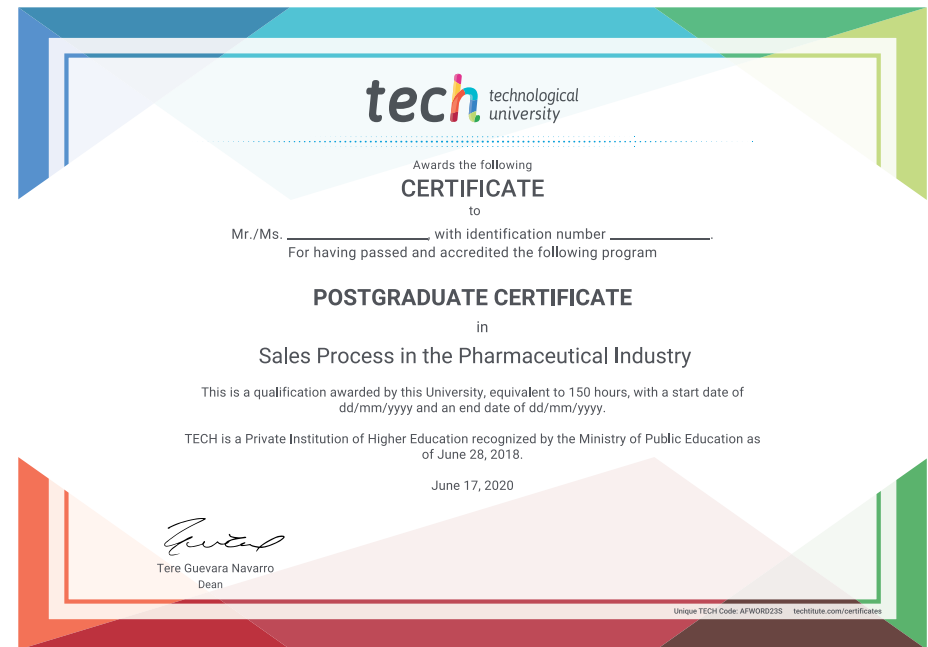 tech technological
university
Awards the following
CERTIFICATE
to
Mr./Ms. ____________________, with identification number ______________.
For having passed and accredited the following program
POSTGRADUATE CERTIFICATE
in
Sales Process in the Pharmaceutical Industry
This is a qualification awarded by this University, equivalent to 150 hours, with a start date of
dd/mm/yyyy and an end date of dd/mm/yyyy.
TECH is a Private Institution of Higher Education recognized by the Ministry of Public Education as
of June 28, 2018.
June 17, 2020
Tere Guevara Navarro
Dean
Unique TECH Code: AFWORD23S techtitute.com/certificates